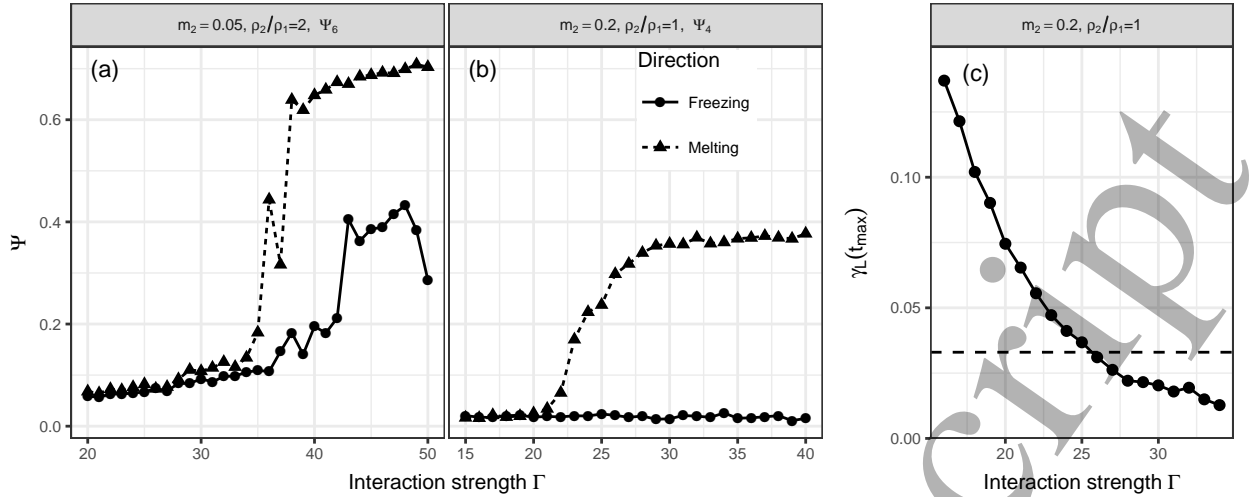 m₂ = 0.05, ρ₂/ρ₁=2, Ψ₆
m₂ = 0.2, ρ₂/ρ₁=1, Ψ₄
m₂ = 0.2, ρ₂/ρ₁=1
(a)
(b)
(c)
Direction
Freezing
Melting
Ψ
0.6
0.4
0.2
0.0
γL(tmax)
0.10
0.05
0.00
20 30 40 50
15 20 25 30 35 40
20 25 30
Interaction strength Γ
Interaction strength Γ
cript